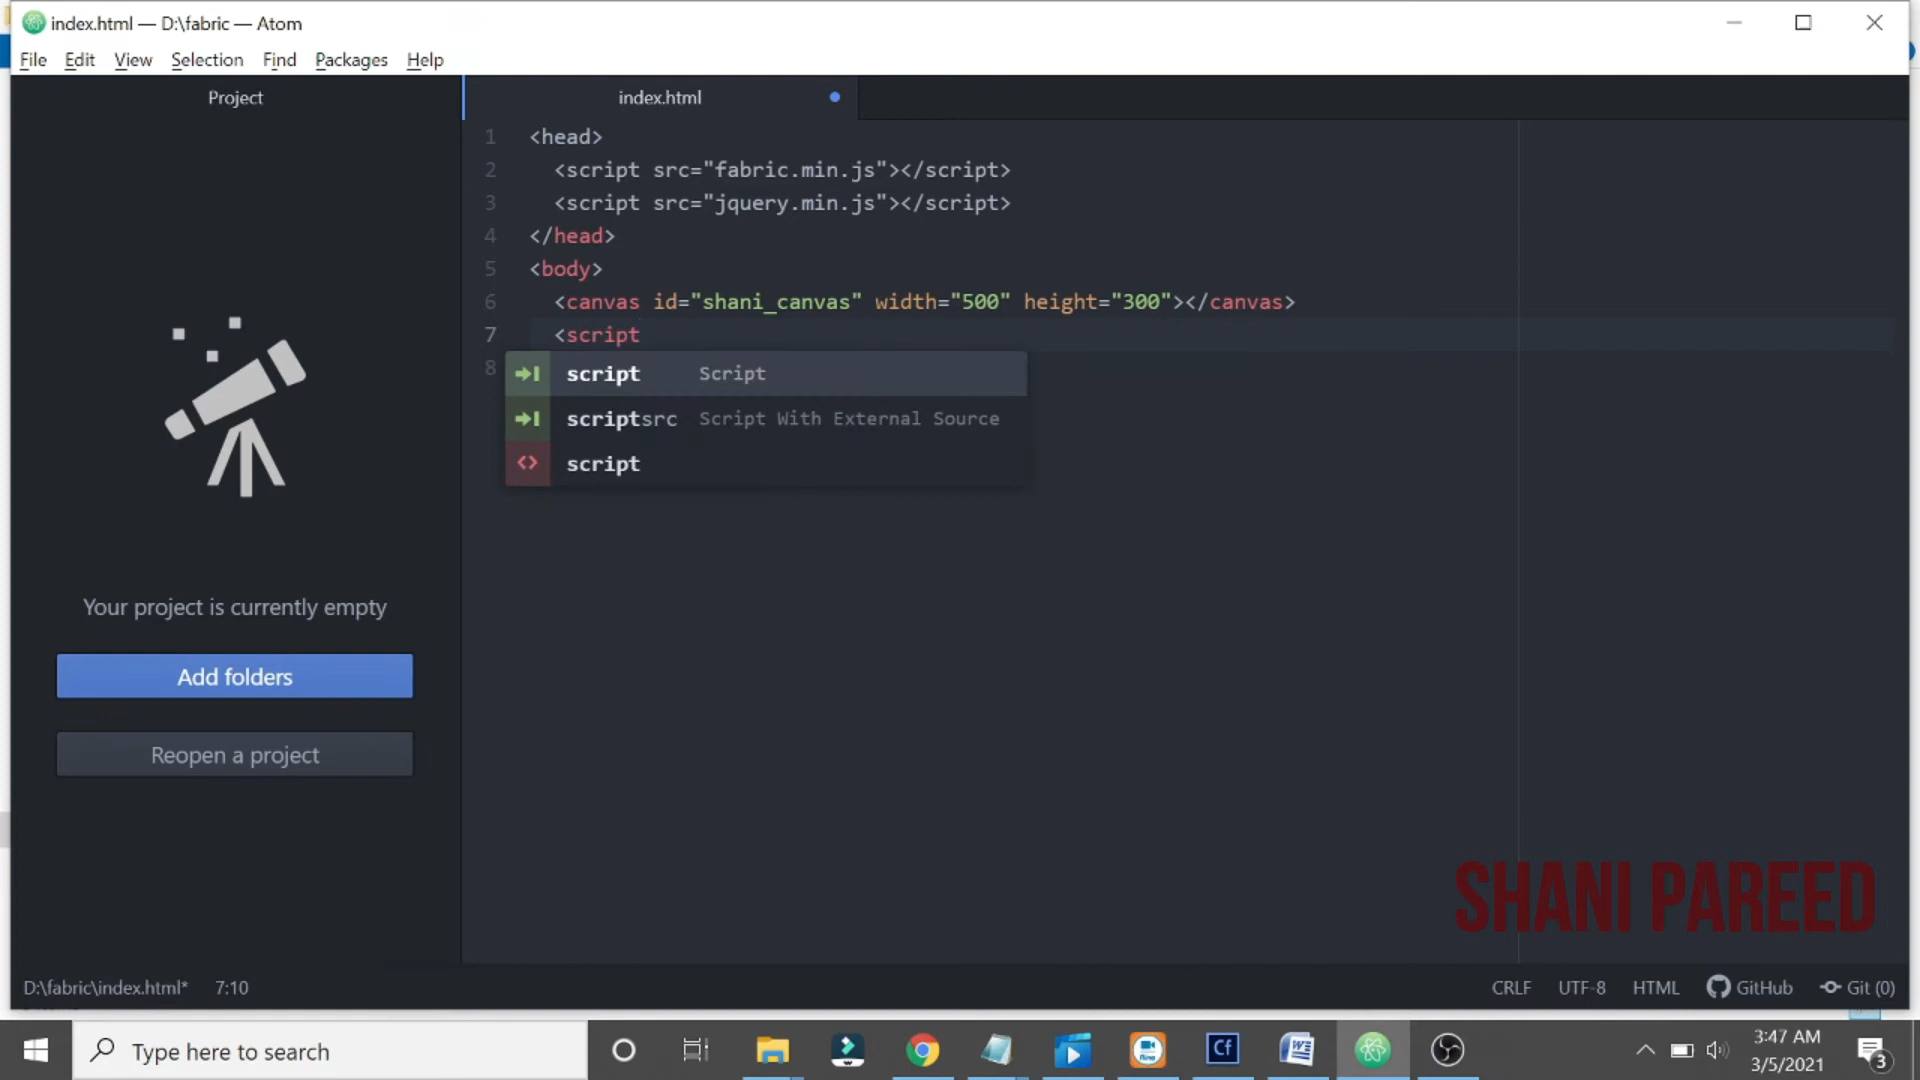 index.html — D:\fabric — Atom
File Edit View Selection Find Packages Help
Project
index.html
1 <head>
2 <script src="fabric.min.js"></script>
3 <script src="jquery.min.js"></script>
4 </head>
5 <body>
6 <canvas id="shani_canvas" width="500" height="300"></canvas>
7 <script
8
script Script
scriptsrc Script With External Source
<> script
Your project is currently empty
Add folders
Reopen a project
SHANI PAREED
D:\fabric\index.html* 7:10 CRLF UTF-8 HTML GitHub Git (0)
Type here to search
Cf
3:47 AM
3/5/2021
3